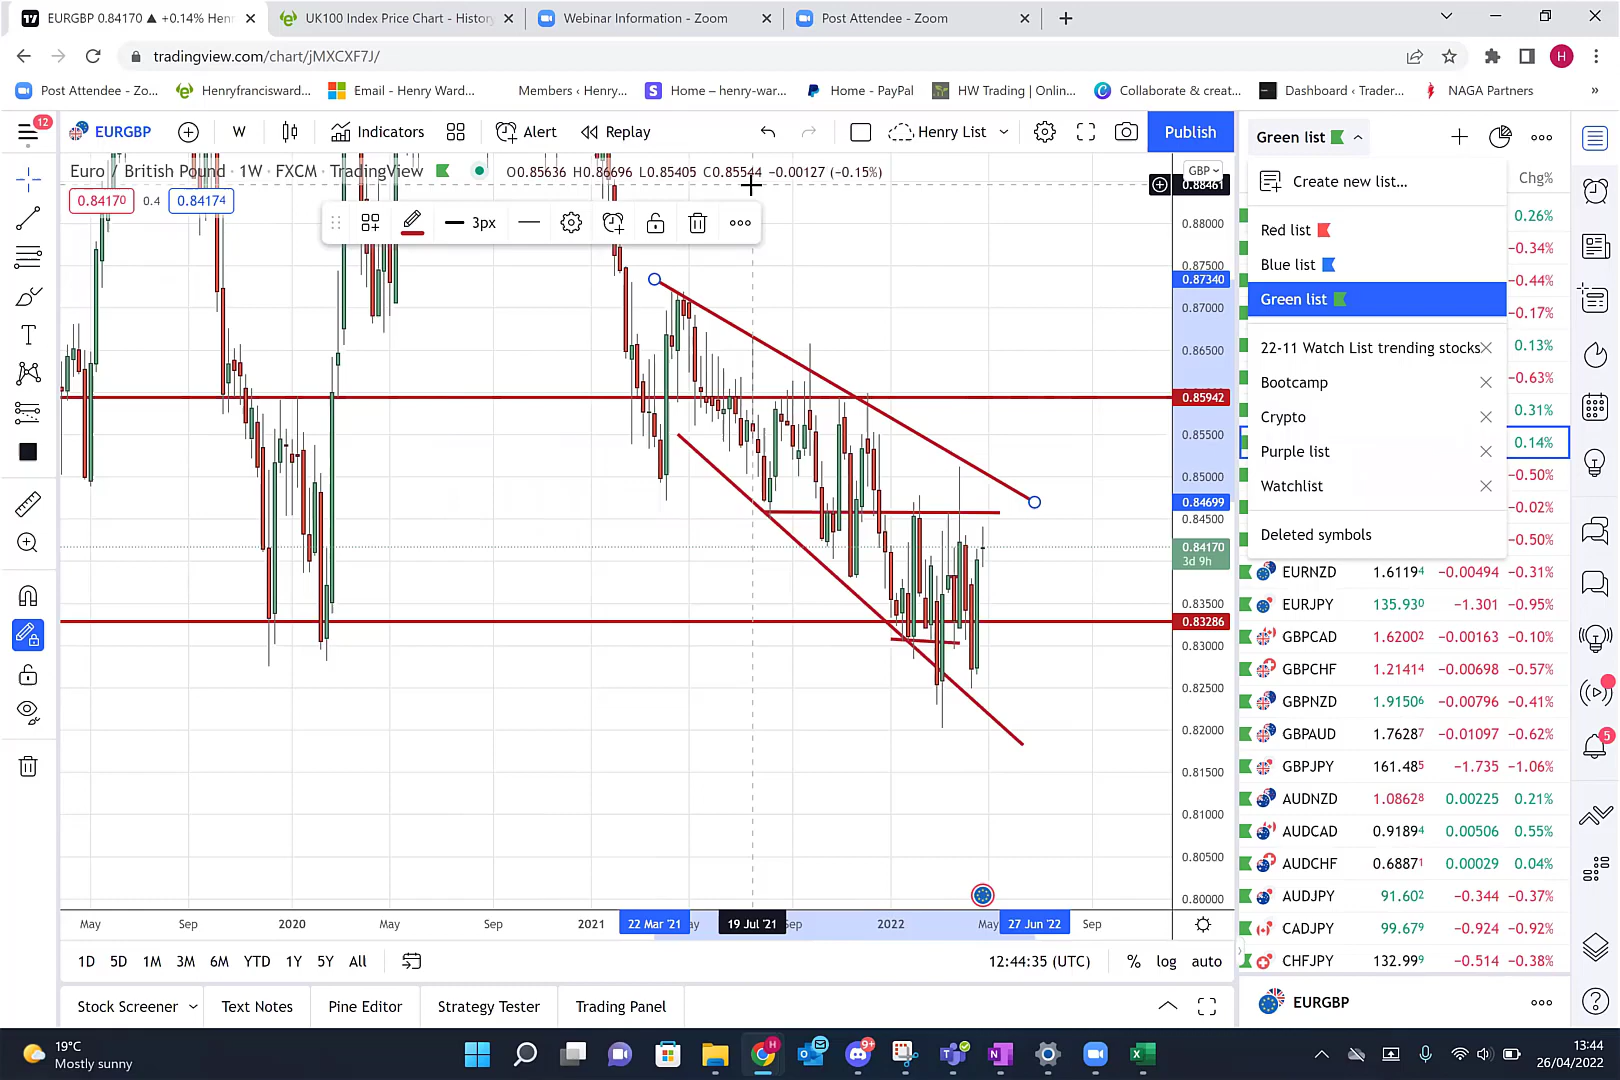 EURGBP 0.84170 ▲ +0.14% Hen
UK100 Index Price Chart - Histor
Webinar Information - Zoom
Post Attendee - Zoom
tradingview.com/chart/jMXCXF7J/
H
Post Attendee - Zo...
Henryfrancisward...
Email - Henry Ward...
Members ‹ Henry...
Home – henry-war...
Home - PayPal
HW Trading | Onlin...
Collaborate & creat...
Dashboard ‹ Trader...
NAGA Partners
»
12
EURGBP
W
Indicators
Alert
Replay
Henry List
Publish
Green list
Euro / British Pound · 1W · FXCM · TradingView
O0.85636 H0.86696 L0.85405 C0.85544 −0.00127 (−0.15%)
GBP
0.88461
0.84170
0.4
0.84174
3px
0.88000
0.87500
0.87340
0.87000
0.86500
0.85942
0.85500
0.85000
0.84699
0.84500
0.84170
3d 9h
0.83500
0.83286
0.83000
0.82500
0.82000
0.81500
0.81000
0.80500
0.80000
Create new list...
Red list
Blue list
Green list
22-11 Watch List trending stocks
Bootcamp
Crypto
Purple list
Watchlist
Deleted symbols
Chg%
0.26%
−0.34%
−0.44%
−0.17%
0.13%
−0.63%
0.31%
0.14%
−0.50%
−0.02%
−0.50%
EURNZD 1.61194 −0.00494 −0.31%
EURJPY 135.930 −1.301 −0.95%
GBPCAD 1.62002 −0.00163 −0.10%
GBPCHF 1.21414 −0.00698 −0.57%
GBPNZD 1.91506 −0.00796 −0.41%
GBPAUD 1.76287 −0.01097 −0.62%
GBPJPY 161.485 −1.735 −1.06%
AUDNZD 1.08628 0.00225 0.21%
AUDCAD 0.91894 0.00506 0.55%
AUDCHF 0.68871 0.00029 0.04%
AUDJPY 91.602 −0.344 −0.37%
CADJPY 99.679 −0.924 −0.92%
CHFJPY 132.999 −0.514 −0.38%
5
May
Sep
2020
May
Sep
2021
22 Mar '21
ay
19 Jul '21
Sep
2022
May
27 Jun '22
Sep
1D 5D 1M 3M 6M YTD 1Y 5Y All
12:44:35 (UTC)
% log auto
Stock Screener
Text Notes
Pine Editor
Strategy Tester
Trading Panel
EURGBP
19°C
Mostly sunny
H
9+
13:44
26/04/2022